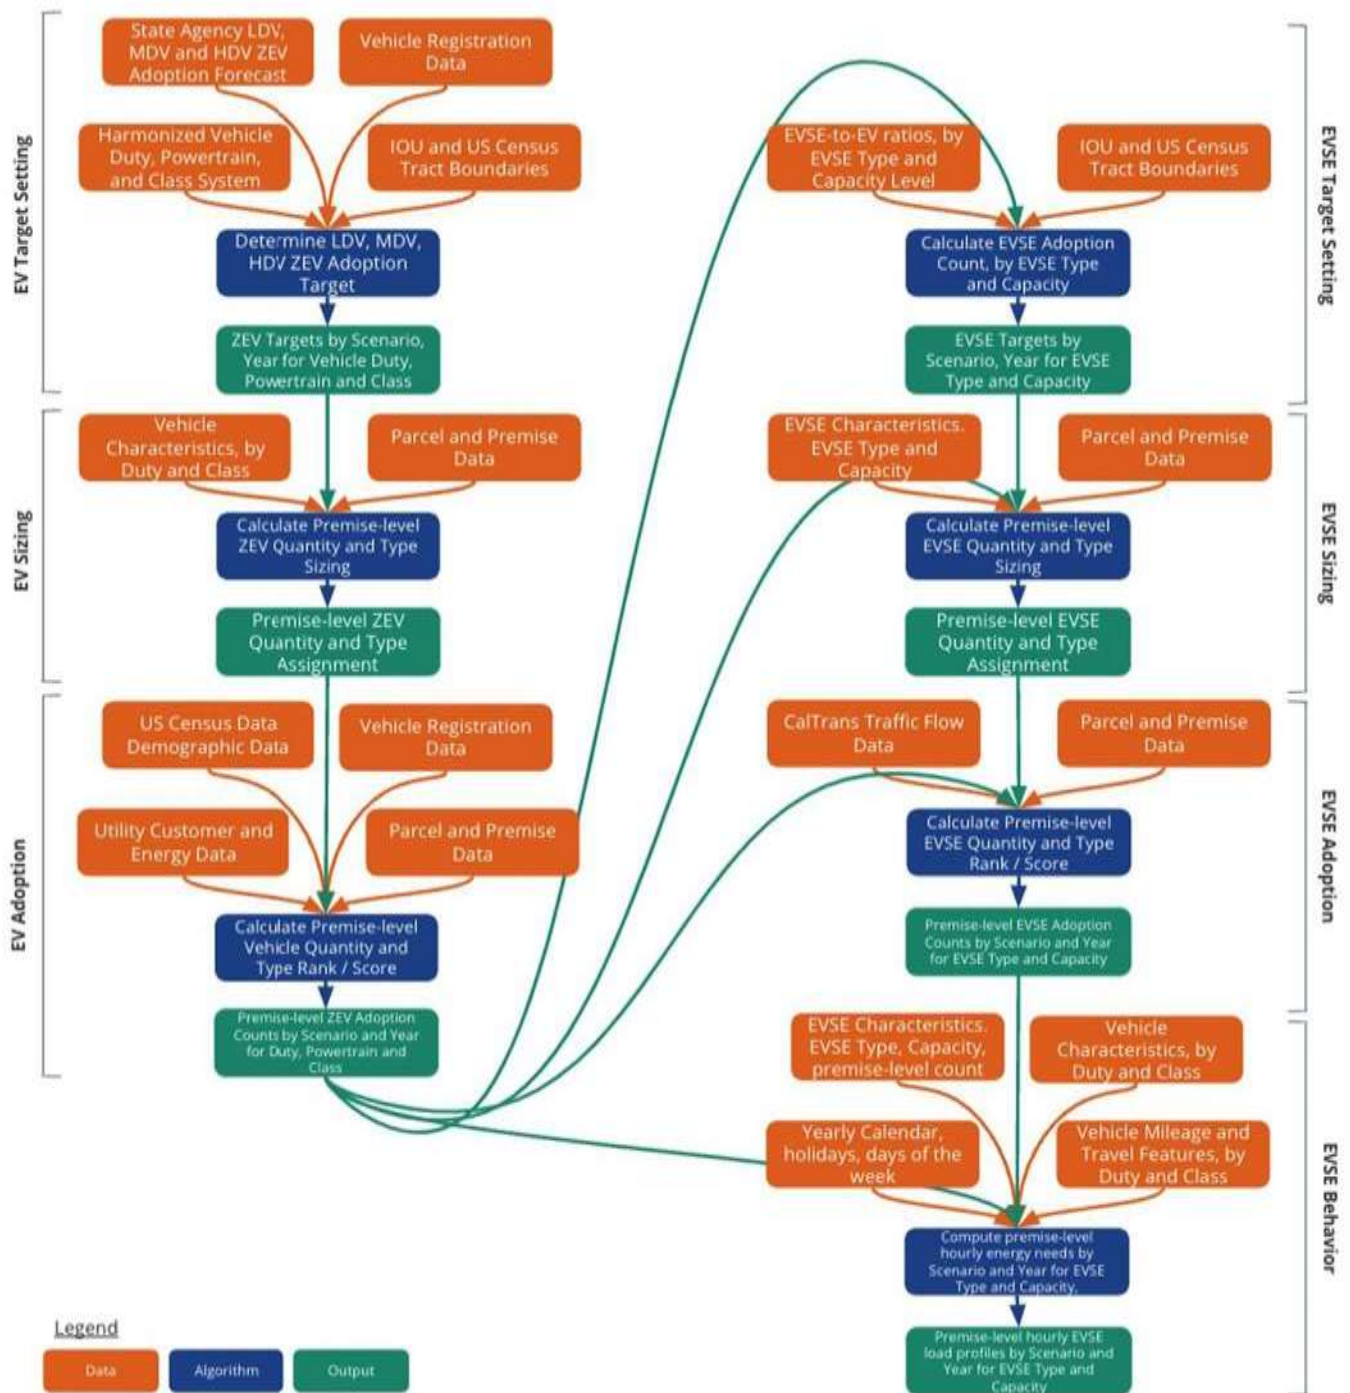 EV Target Setting
State Agency LDV,
MDV and HDV ZEV
Adoption Forecast
Vehicle Registration
Data
Harmonized Vehicle
Duty, Powertrain,
and Class System
IOU and US Census
Tract Boundaries
Determine LDV, MDV,
HDV ZEV Adoption
Target
ZEV Targets by Scenario,
Year for Vehicle Duty,
Powertrain and Class
EV Sizing
Vehicle
Characteristics, by
Duty and Class
Parcel and Premise
Data
Calculate Premise-level
ZEV Quantity and Type
Sizing
Premise-level ZEV
Quantity and Type
Assignment
EV Adoption
US Census Data
Demographic Data
Vehicle Registration
Data
Utility Customer and
Energy Data
Parcel and Premise
Data
Calculate Premise-level
Vehicle Quantity and
Type Rank / Score
Premise-level ZEV Adoption
Counts by Scenario and Year
for Duty, Powertrain and
Class
EVSE Target Setting
EVSE-to-EV ratios, by
EVSE Type and
Capacity Level
IOU and US Census
Tract Boundaries
Calculate EVSE Adoption
Count, by EVSE Type
and Capacity
EVSE Targets by
Scenario, Year for EVSE
Type and Capacity
EVSE Sizing
EVSE Characteristics.
EVSE Type and
Capacity
Parcel and Premise
Data
Calculate Premise-level
EVSE Quantity and Type
Sizing
Premise-level EVSE
Quantity and Type
Assignment
EVSE Adoption
CalTrans Traffic Flow
Data
Parcel and Premise
Data
Calculate Premise-level
EVSE Quantity and Type
Rank / Score
Premise-level EVSE Adoption
Counts by Scenario and Year
for EVSE Type and Capacity
EVSE Behavior
EVSE Characteristics.
EVSE Type, Capacity,
premise-level count
Vehicle
Characteristics, by
Duty and Class
Yearly Calendar,
holidays, days of the
week
Vehicle Mileage and
Travel Features, by
Duty and Class
Compute premise-level
hourly energy needs by
Scenario and Year for EVSE
Type and Capacity,
Premise-level hourly EVSE
load profiles by Scenario and
Year for EVSE Type and
Capacity
Legend
Data
Algorithm
Output